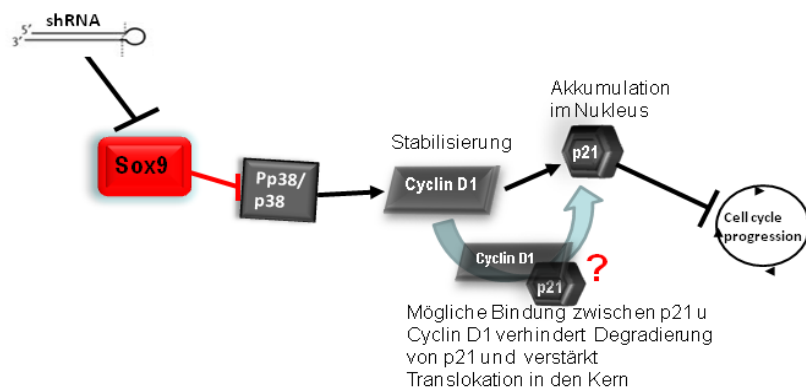 shRNA
5′
3′
Sox9
Pp38/
p38
Stabilisierung
Cyclin D1
Akkumulation
im Nukleus
p21
Cell cycle
progression
Cyclin D1
p21
?
Mögliche Bindung zwischen p21 u
Cyclin D1 verhindert Degradierung
von p21 und verstärkt
Translokation in den Kern